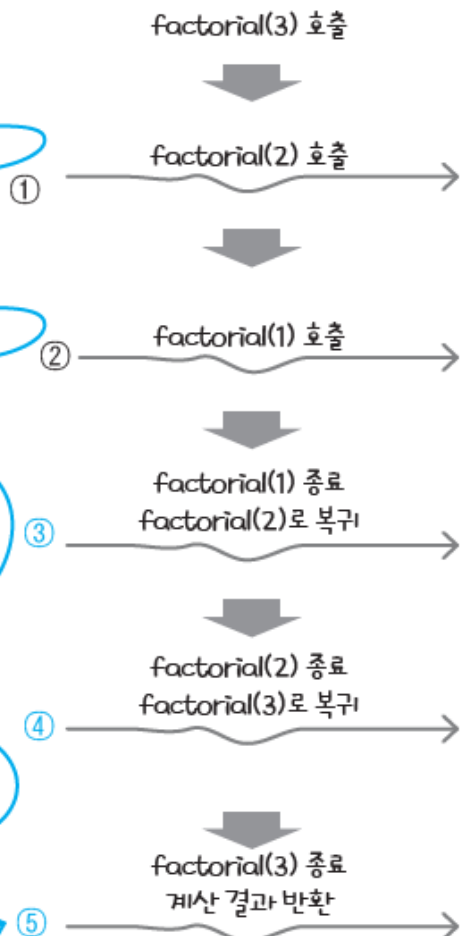 factorial(3) 호출
factorial(2) 호출
①
factorial(1) 호출
②
factorial(1) 종료
factorial(2)로 복귀
③
factorial(2) 종료
factorial(3)로 복귀
④
factorial(3) 종료
계산 결과 반환
⑤